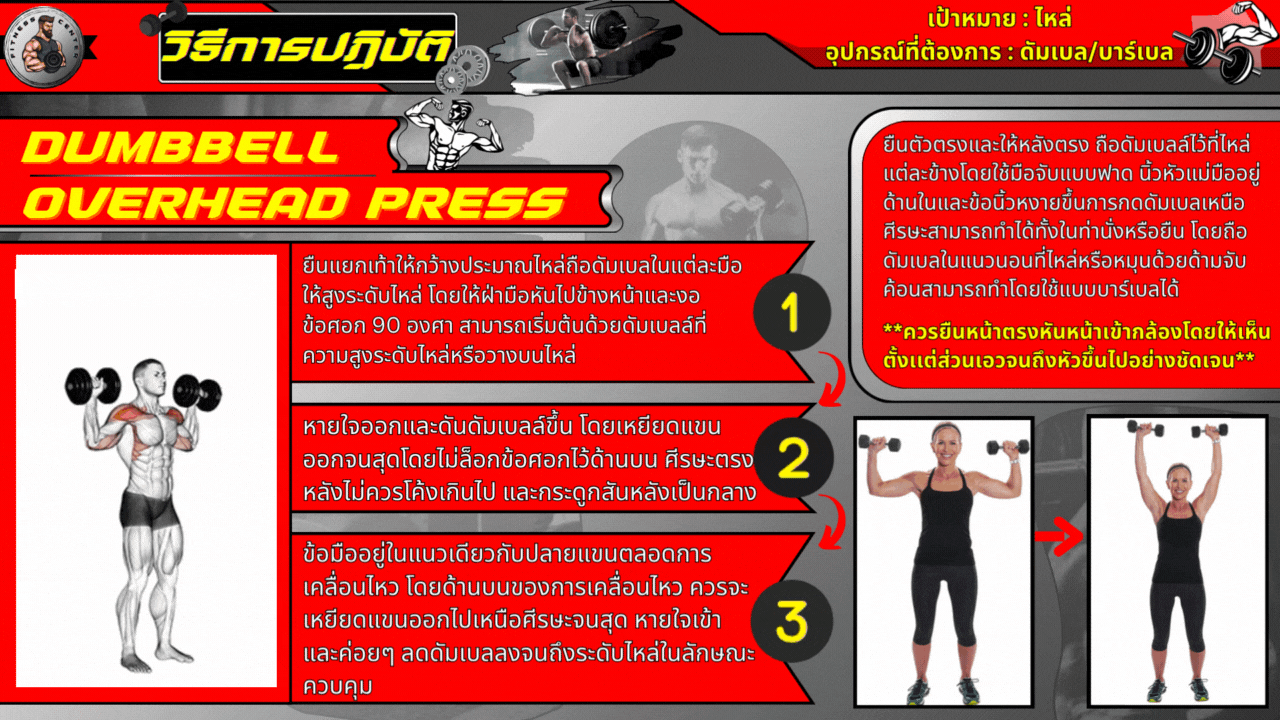 FITNESS CENTER
วิธีการปฏิบัติ
เป้าหมาย : ไหล่
อุปกรณ์ที่ต้องการ : ดัมเบล/บาร์เบล
DUMBBELL
OVERHEAD PRESS
ยืนตัวตรงและให้หลังตรง ถือดัมเบลล์ไว้ที่ไหล่
แต่ละข้างโดยใช้มือจับแบบฟาด นิ้วหัวแม่มืออยู่
ด้านในและข้อนิ้วหงายขึ้นการกดดัมเบลเหนือ
ศีรษะสามารถทำได้ทั้งในท่านั่งหรือยืน โดยถือ
ดัมเบลในแนวนอนที่ไหล่หรือหมุนด้วยด้ามจับ
ค้อนสามารถทำโดยใช้แบบบาร์เบลได้
**ควรยืนหน้าตรงหันหน้าเข้ากล้องโดยให้เห็น
ตั้งแต่ส่วนเอวจนถึงหัวขึ้นไปอย่างชัดเจน**
ยืนแยกเท้าให้กว้างประมาณไหล่ถือดัมเบลในแต่ละมือ
ให้สูงระดับไหล่ โดยให้ฝ่ามือหันไปข้างหน้าและงอ
ข้อศอก 90 องศา สามารถเริ่มต้นด้วยดัมเบลล์ที่
ความสูงระดับไหล่หรือวางบนไหล่
1
หายใจออกและดันดัมเบลล์ขึ้น โดยเหยียดแขน
ออกจนสุดโดยไม่ล็อกข้อศอกไว้ด้านบน ศีรษะตรง
หลังไม่ควรโค้งเกินไป และกระดูกสันหลังเป็นกลาง
2
ข้อมืออยู่ในแนวเดียวกับปลายแขนตลอดการ
เคลื่อนไหว โดยด้านบนของการเคลื่อนไหว ควรจะ
เหยียดแขนออกไปเหนือศีรษะจนสุด หายใจเข้า
และค่อยๆ ลดดัมเบลลงจนถึงระดับไหล่ในลักษณะ
ควบคุม
3